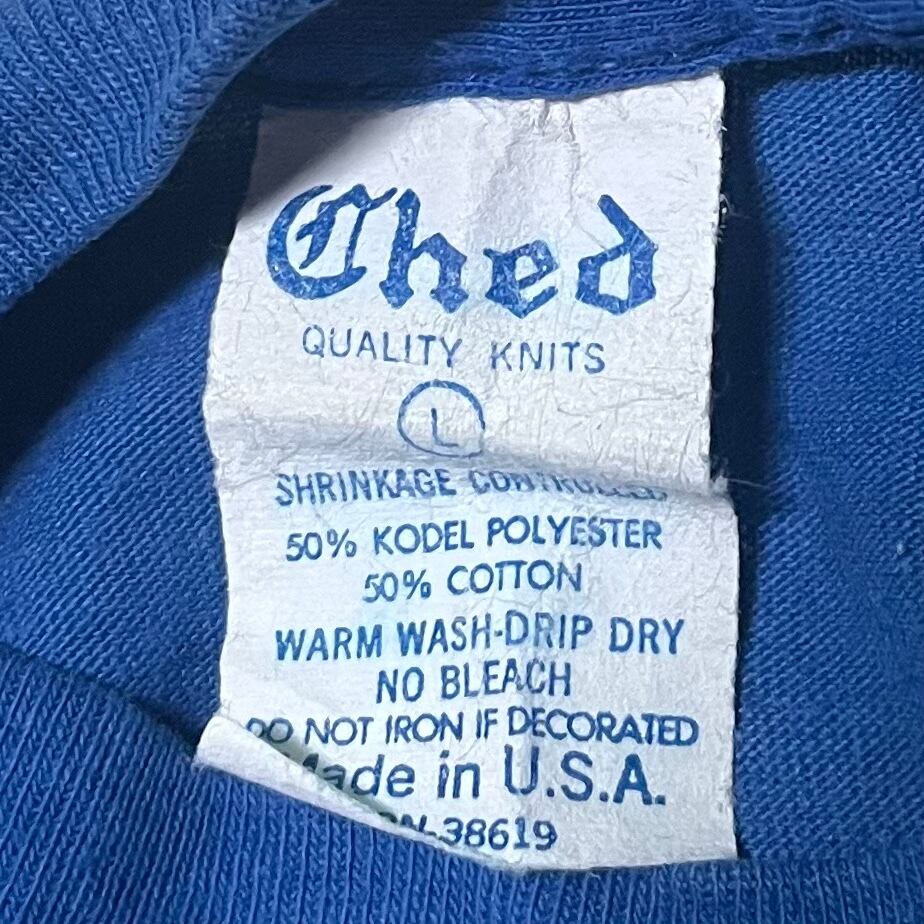 Ched
QUALITY KNITS
L
SHRINKAGE CONTROLLED
50% KODEL POLYESTER
50% COTTON
WARM WASH-DRIP DRY
NO BLEACH
DO NOT IRON IF DECORATED
Made in U.S.A.
RN-38619